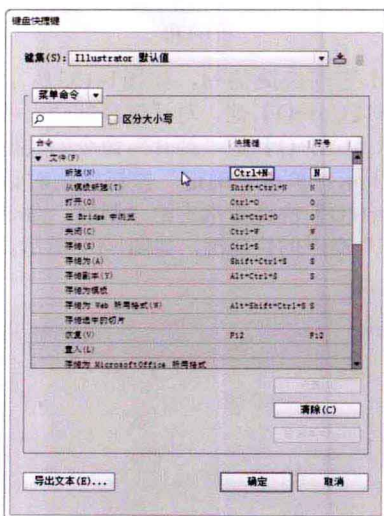 键盘快捷键
键集(S): Illustrator 默认值
菜单命令
区分大小写
命令 快捷键 符号
文件(F)
新建(N) Ctrl+N N
从模板新建(T) Shift+Ctrl+N N
打开(O) Ctrl+O O
在 Bridge 中浏览 Alt+Ctrl+O O
关闭(C) Ctrl+W W
存储(S) Ctrl+S S
存储为(A) Shift+Ctrl+S S
存储副本(Y) Alt+Ctrl+S S
存储为模板
存储为 Web 所用格式(W) Alt+Shift+Ctrl+S S
存储选中的切片
恢复(V) F12 F12
置入(L)
存储为 MicrosoftOffice 所用格式
清除(C)
导出文本(E)... 确定 取消